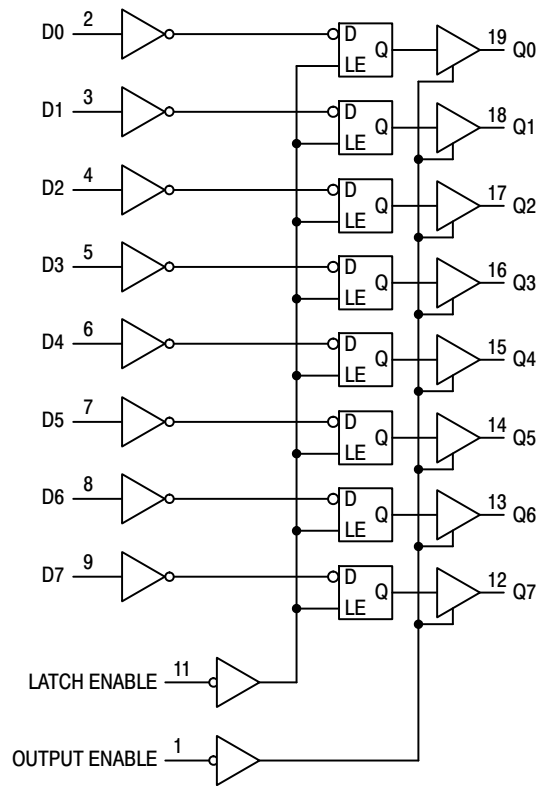 D0 2 D Q LE 19 Q0
D1 3 D Q LE 18 Q1
D2 4 D Q LE 17 Q2
D3 5 D Q LE 16 Q3
D4 6 D Q LE 15 Q4
D5 7 D Q LE 14 Q5
D6 8 D Q LE 13 Q6
D7 9 D Q LE 12 Q7
LATCH ENABLE 11
OUTPUT ENABLE 1